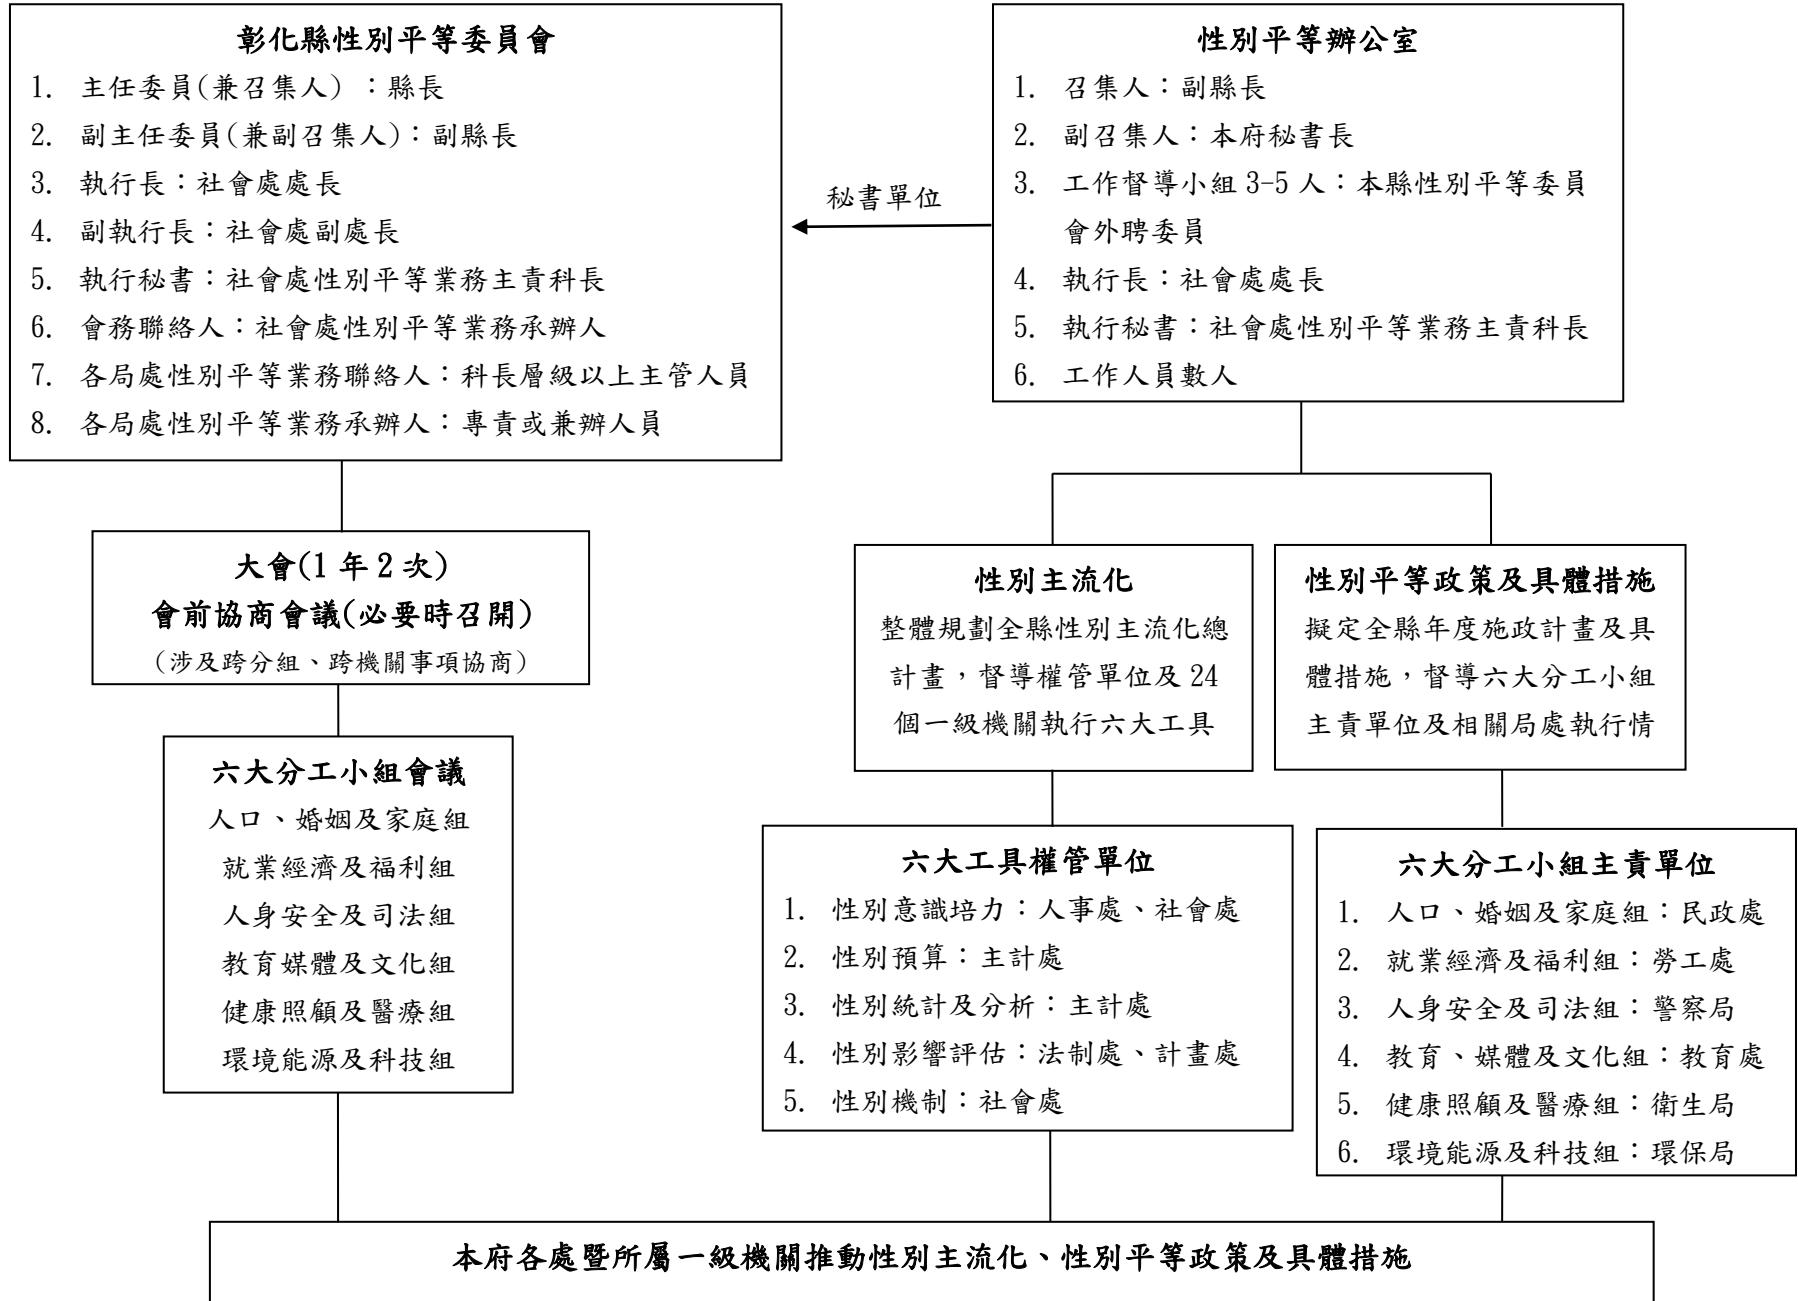 彰化縣性別平等委員會
1. 主任委員(兼召集人) ：縣長
2. 副主任委員(兼副召集人)：副縣長
3. 執行長：社會處處長
4. 副執行長：社會處副處長
5. 執行秘書：社會處性別平等業務主責科長
6. 會務聯絡人：社會處性別平等業務承辦人
7. 各局處性別平等業務聯絡人：科長層級以上主管人員
8. 各局處性別平等業務承辦人：專責或兼辦人員
秘書單位
性別平等辦公室
1. 召集人：副縣長
2. 副召集人：本府秘書長
3. 工作督導小組 3-5 人：本縣性別平等委員
會外聘委員
4. 執行長：社會處處長
5. 執行秘書：社會處性別平等業務主責科長
6. 工作人員數人
大會(1 年 2 次)
會前協商會議(必要時召開)
（涉及跨分組、跨機關事項協商）
六大分工小組會議
人口、婚姻及家庭組
就業經濟及福利組
人身安全及司法組
教育媒體及文化組
健康照顧及醫療組
環境能源及科技組
性別主流化
整體規劃全縣性別主流化總
計畫，督導權管單位及 24
個一級機關執行六大工具
性別平等政策及具體措施
擬定全縣年度施政計畫及具
體措施，督導六大分工小組
主責單位及相關局處執行情
六大工具權管單位
1. 性別意識培力：人事處、社會處
2. 性別預算：主計處
3. 性別統計及分析：主計處
4. 性別影響評估：法制處、計畫處
5. 性別機制：社會處
六大分工小組主責單位
1. 人口、婚姻及家庭組：民政處
2. 就業經濟及福利組：勞工處
3. 人身安全及司法組：警察局
4. 教育、媒體及文化組：教育處
5. 健康照顧及醫療組：衛生局
6. 環境能源及科技組：環保局
本府各處暨所屬一級機關推動性別主流化、性別平等政策及具體措施